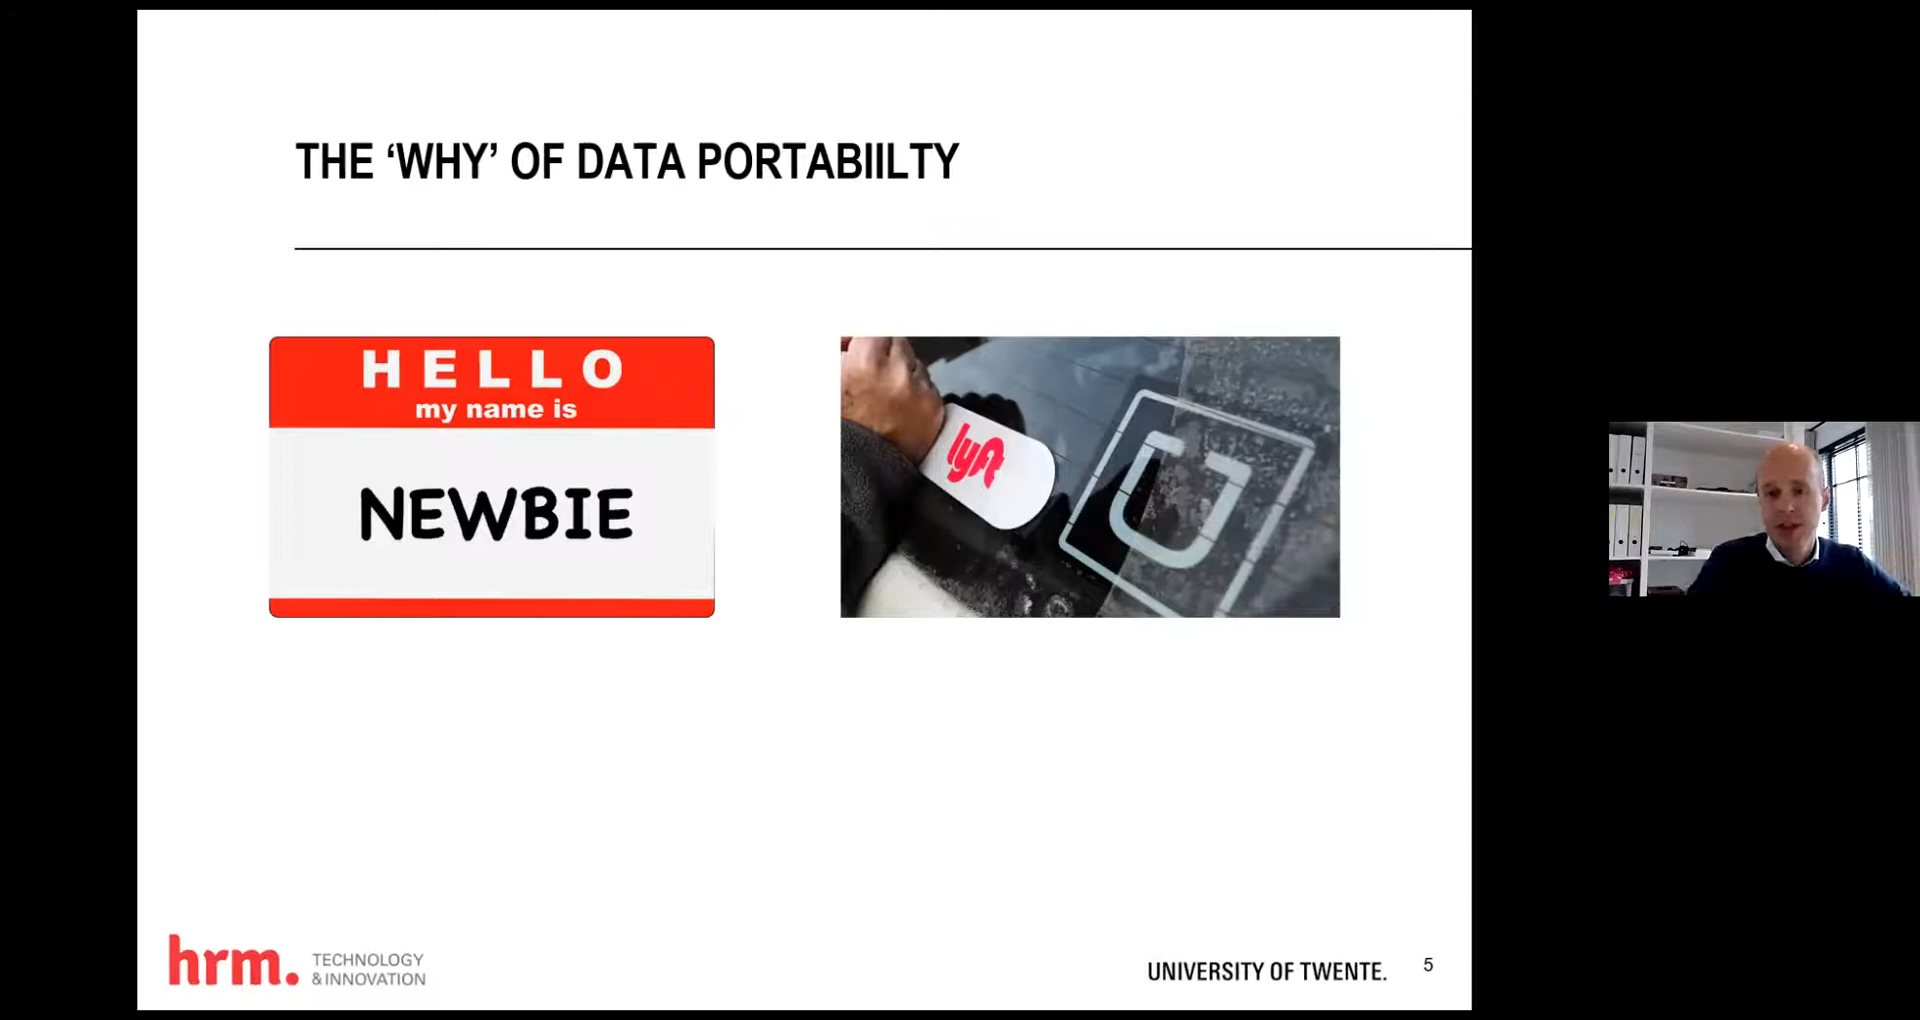 THE ‘WHY’ OF DATA PORTABIILTY
HELLO
my name is
NEWBIE
lyft
U
hrm. TECHNOLOGY
& INNOVATION
UNIVERSITY OF TWENTE. 5